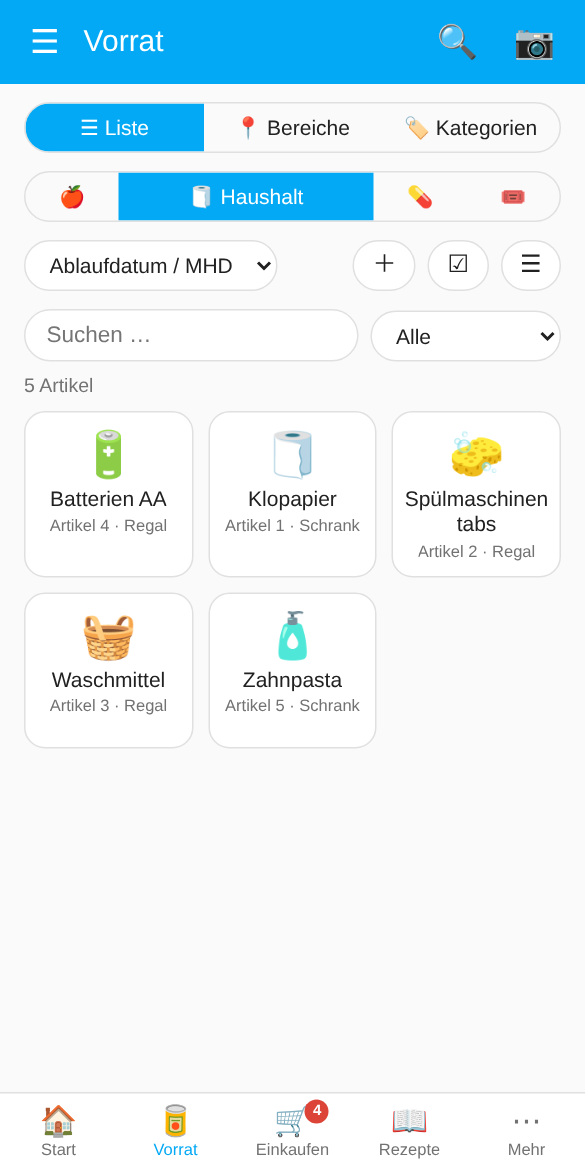 ☰ Vorrat
☰ Liste
Bereiche
Kategorien
Haushalt
Ablaufdatum / MHD
Suchen …
Alle
5 Artikel
Batterien AA
Artikel 4 · Regal
Klopapier
Artikel 1 · Schrank
Spülmaschinen
tabs
Artikel 2 · Regal
Waschmittel
Artikel 3 · Regal
Zahnpasta
Artikel 5 · Schrank
4
Start
Vorrat
Einkaufen
Rezepte
Mehr